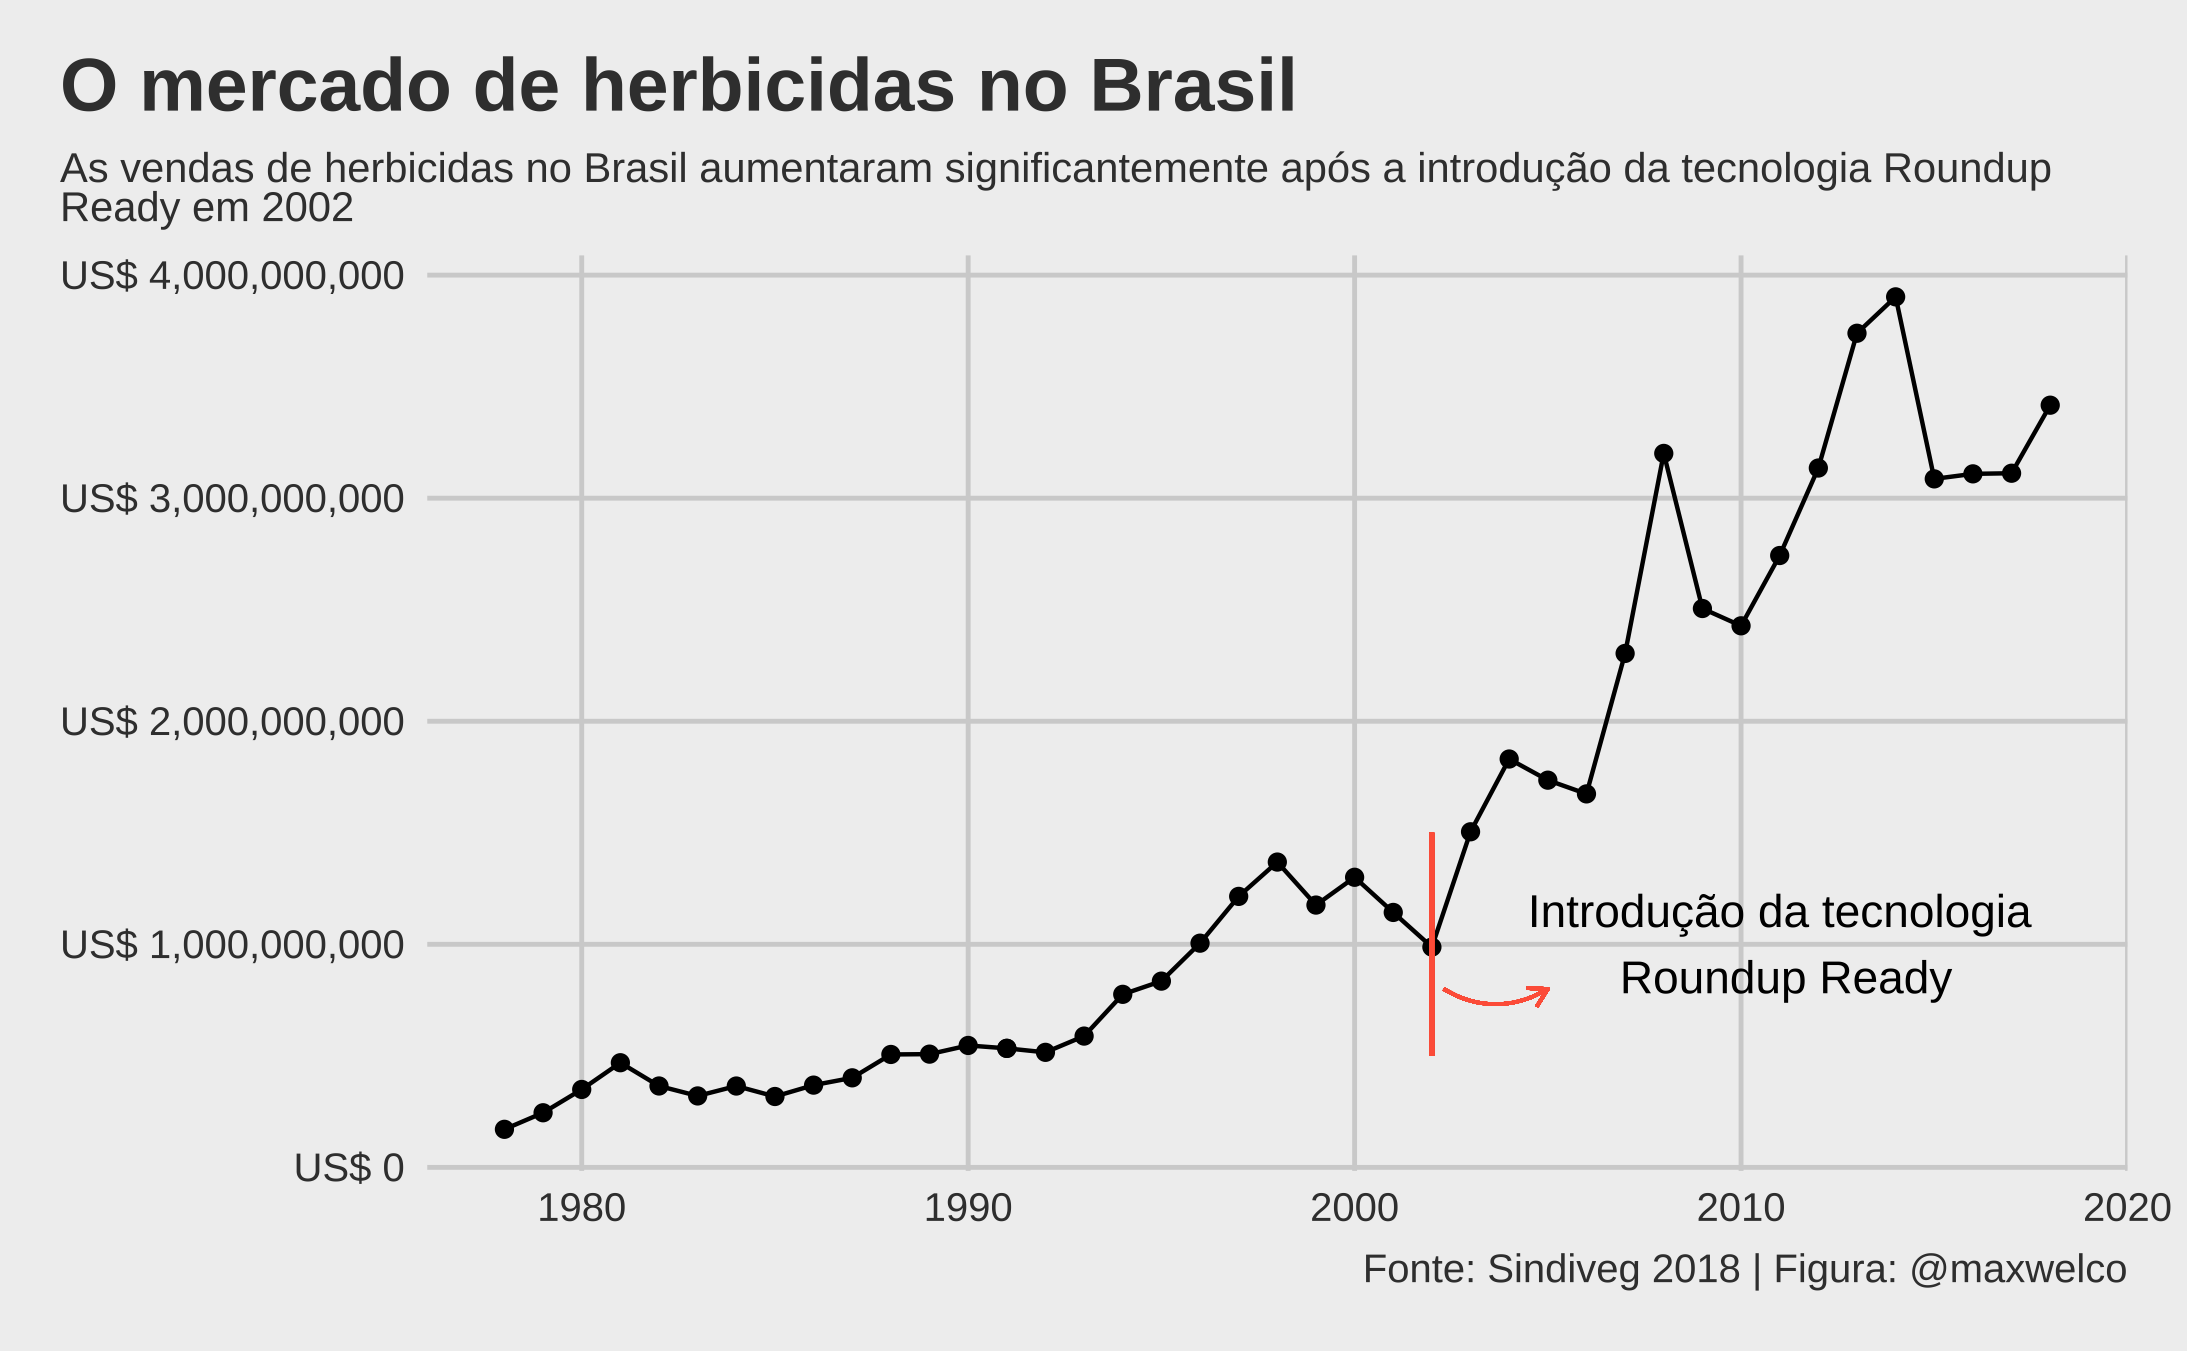 O mercado de herbicidas no Brasil
As vendas de herbicidas no Brasil aumentaram significantemente após a introdução da tecnologia Roundup
Ready em 2002
US$ 4,000,000,000
US$ 3,000,000,000
US$ 2,000,000,000
US$ 1,000,000,000
US$ 0
Introdução da tecnologia
Roundup Ready
1980 1990 2000 2010 2020
Fonte: Sindiveg 2018 | Figura: @maxwelco